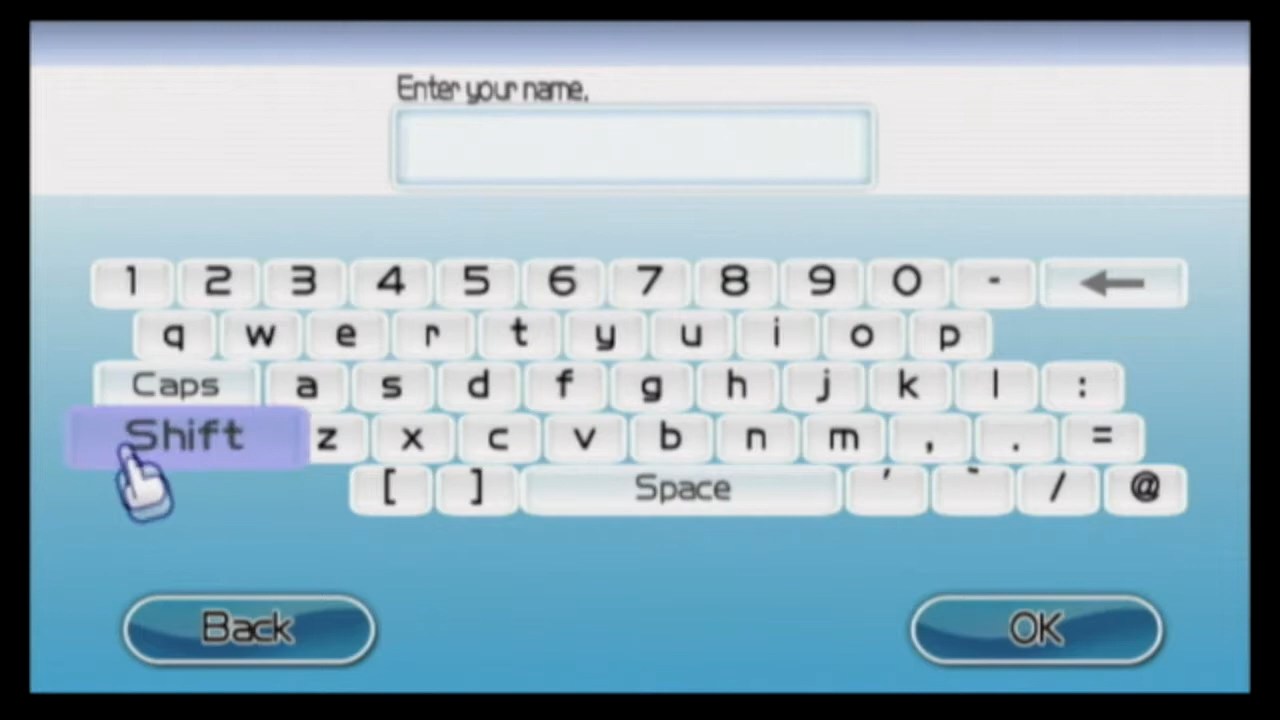 Enter your name.
1 2 3 4 5 6 7 8 9 0 -
q w e r t y u i o p
Caps a s d f g h j k l :
Shift z x c v b n m , . =
[ ] Space ' ` / @
Back OK